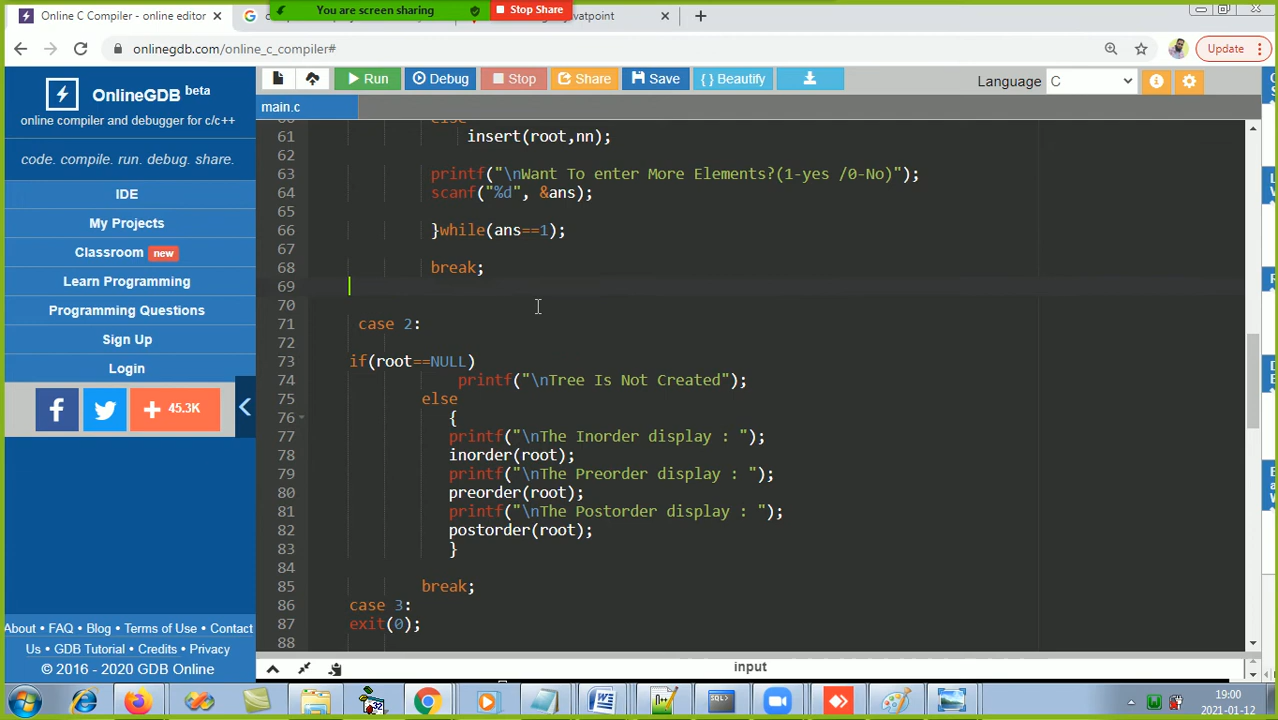 Online C Compiler - online editor
You are screen sharing
Stop Share
vatpoint
onlinegdb.com/online_c_compiler#
Update
OnlineGDB beta
online compiler and debugger for c/c++
code. compile. run. debug. share.
IDE
My Projects
Classroom new
Learn Programming
Programming Questions
Sign Up
Login
45.3K
About • FAQ • Blog • Terms of Use • Contact
Us • GDB Tutorial • Credits • Privacy
© 2016 - 2020 GDB Online
Run Debug Stop Share Save { } Beautify
Language C
main.c
else
61 insert(root,nn);
62
63 printf("\nWant To enter More Elements?(1-yes /0-No)");
64 scanf("%d", &ans);
65
66 }while(ans==1);
67
68 break;
69
70
71 case 2:
72
73 if(root==NULL)
74 printf("\nTree Is Not Created");
75 else
76 {
77 printf("\nThe Inorder display : ");
78 inorder(root);
79 printf("\nThe Preorder display : ");
80 preorder(root);
81 printf("\nThe Postorder display : ");
82 postorder(root);
83 }
84
85 break;
86 case 3:
87 exit(0);
88
input
19:00
2021-01-12